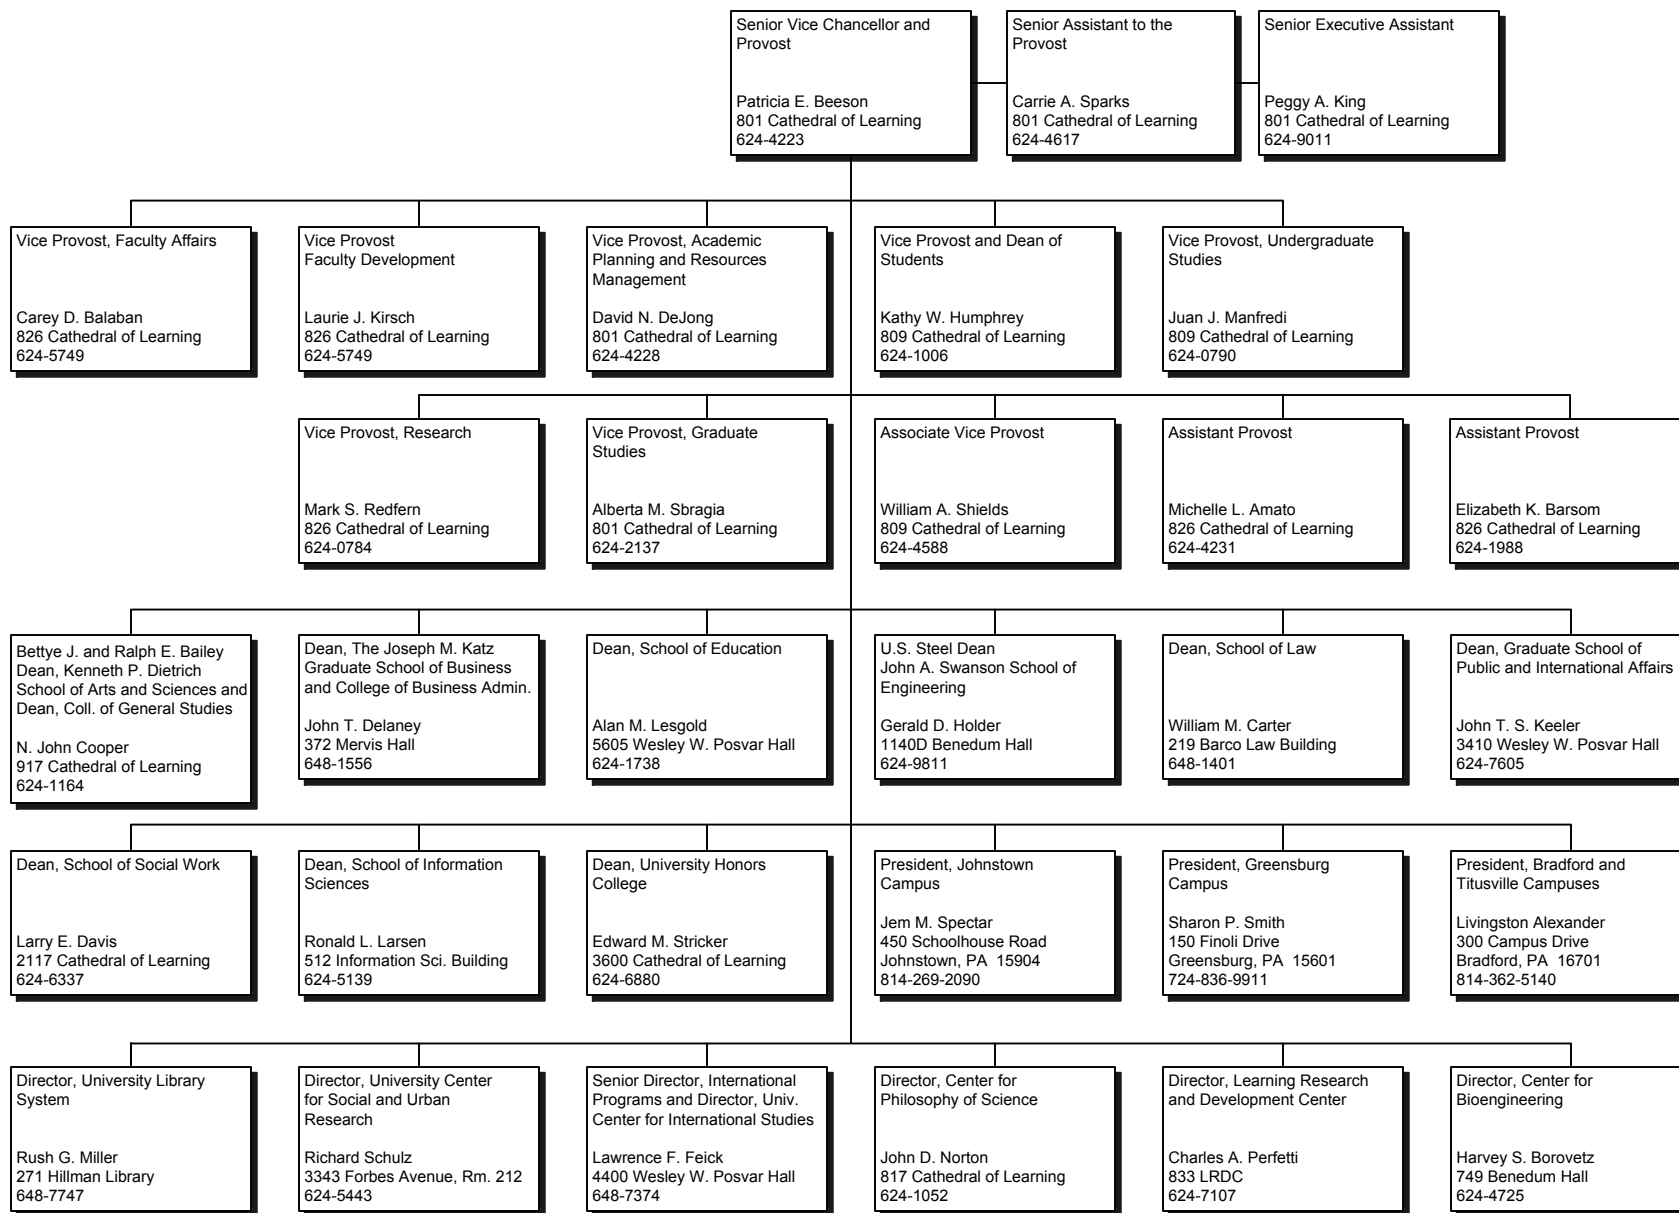 Senior Vice Chancellor and
Provost
Patricia E. Beeson
801 Cathedral of Learning
624-4223
Senior Assistant to the
Provost
Carrie A. Sparks
801 Cathedral of Learning
624-4617
Senior Executive Assistant
Peggy A. King
801 Cathedral of Learning
624-9011
Vice Provost, Faculty Affairs
Carey D. Balaban
826 Cathedral of Learning
624-5749
Vice Provost
Faculty Development
Laurie J. Kirsch
826 Cathedral of Learning
624-5749
Vice Provost, Academic
Planning and Resources
Management
David N. DeJong
801 Cathedral of Learning
624-4228
Vice Provost and Dean of
Students
Kathy W. Humphrey
809 Cathedral of Learning
624-1006
Vice Provost, Undergraduate
Studies
Juan J. Manfredi
809 Cathedral of Learning
624-0790
Vice Provost, Research
Mark S. Redfern
826 Cathedral of Learning
624-0784
Vice Provost, Graduate
Studies
Alberta M. Sbragia
801 Cathedral of Learning
624-2137
Associate Vice Provost
William A. Shields
809 Cathedral of Learning
624-4588
Assistant Provost
Michelle L. Amato
826 Cathedral of Learning
624-4231
Assistant Provost
Elizabeth K. Barsom
826 Cathedral of Learning
624-1988
Bettye J. and Ralph E. Bailey
Dean, Kenneth P. Dietrich
School of Arts and Sciences and
Dean, Coll. of General Studies
N. John Cooper
917 Cathedral of Learning
624-1164
Dean, The Joseph M. Katz
Graduate School of Business
and College of Business Admin.
John T. Delaney
372 Mervis Hall
648-1556
Dean, School of Education
Alan M. Lesgold
5605 Wesley W. Posvar Hall
624-1738
U.S. Steel Dean
John A. Swanson School of
Engineering
Gerald D. Holder
1140D Benedum Hall
624-9811
Dean, School of Law
William M. Carter
219 Barco Law Building
648-1401
Dean, Graduate School of
Public and International Affairs
John T. S. Keeler
3410 Wesley W. Posvar Hall
624-7605
Dean, School of Social Work
Larry E. Davis
2117 Cathedral of Learning
624-6337
Dean, School of Information
Sciences
Ronald L. Larsen
512 Information Sci. Building
624-5139
Dean, University Honors
College
Edward M. Stricker
3600 Cathedral of Learning
624-6880
President, Johnstown
Campus
Jem M. Spectar
450 Schoolhouse Road
Johnstown, PA 15904
814-269-2090
President, Greensburg
Campus
Sharon P. Smith
150 Finoli Drive
Greensburg, PA 15601
724-836-9911
President, Bradford and
Titusville Campuses
Livingston Alexander
300 Campus Drive
Bradford, PA 16701
814-362-5140
Director, University Library
System
Rush G. Miller
271 Hillman Library
648-7747
Director, University Center
for Social and Urban
Research
Richard Schulz
3343 Forbes Avenue, Rm. 212
624-5443
Senior Director, International
Programs and Director, Univ.
Center for International Studies
Lawrence F. Feick
4400 Wesley W. Posvar Hall
648-7374
Director, Center for
Philosophy of Science
John D. Norton
817 Cathedral of Learning
624-1052
Director, Learning Research
and Development Center
Charles A. Perfetti
833 LRDC
624-7107
Director, Center for
Bioengineering
Harvey S. Borovetz
749 Benedum Hall
624-4725